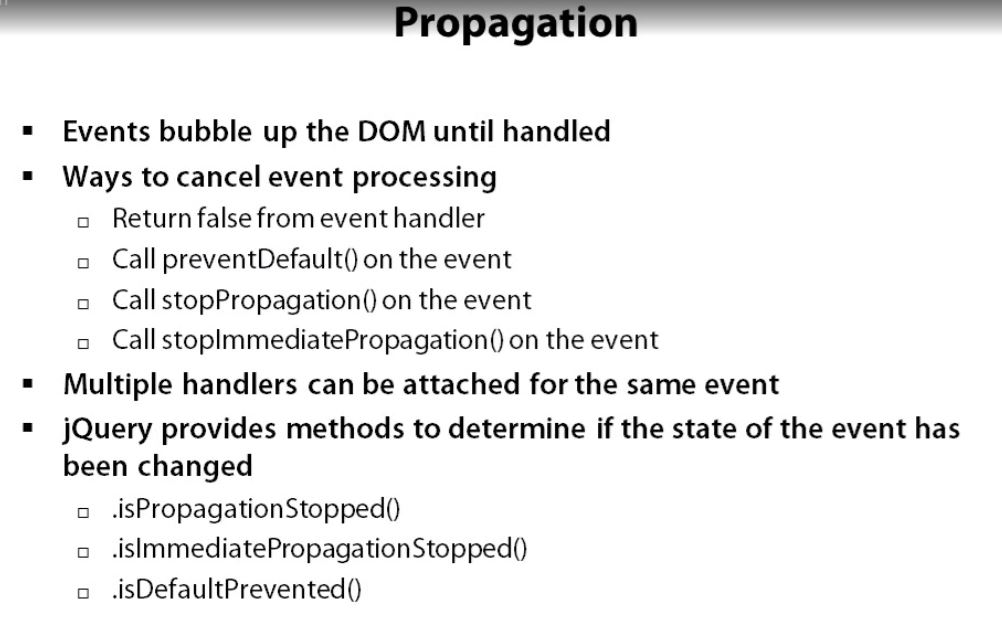 Propagation
▪ Events bubble up the DOM until handled
▪ Ways to cancel event processing
▫ Return false from event handler
▫ Call preventDefault() on the event
▫ Call stopPropagation() on the event
▫ Call stopImmediatePropagation() on the event
▪ Multiple handlers can be attached for the same event
▪ jQuery provides methods to determine if the state of the event has
been changed
▫ .isPropagationStopped()
▫ .isImmediatePropagationStopped()
▫ .isDefaultPrevented()